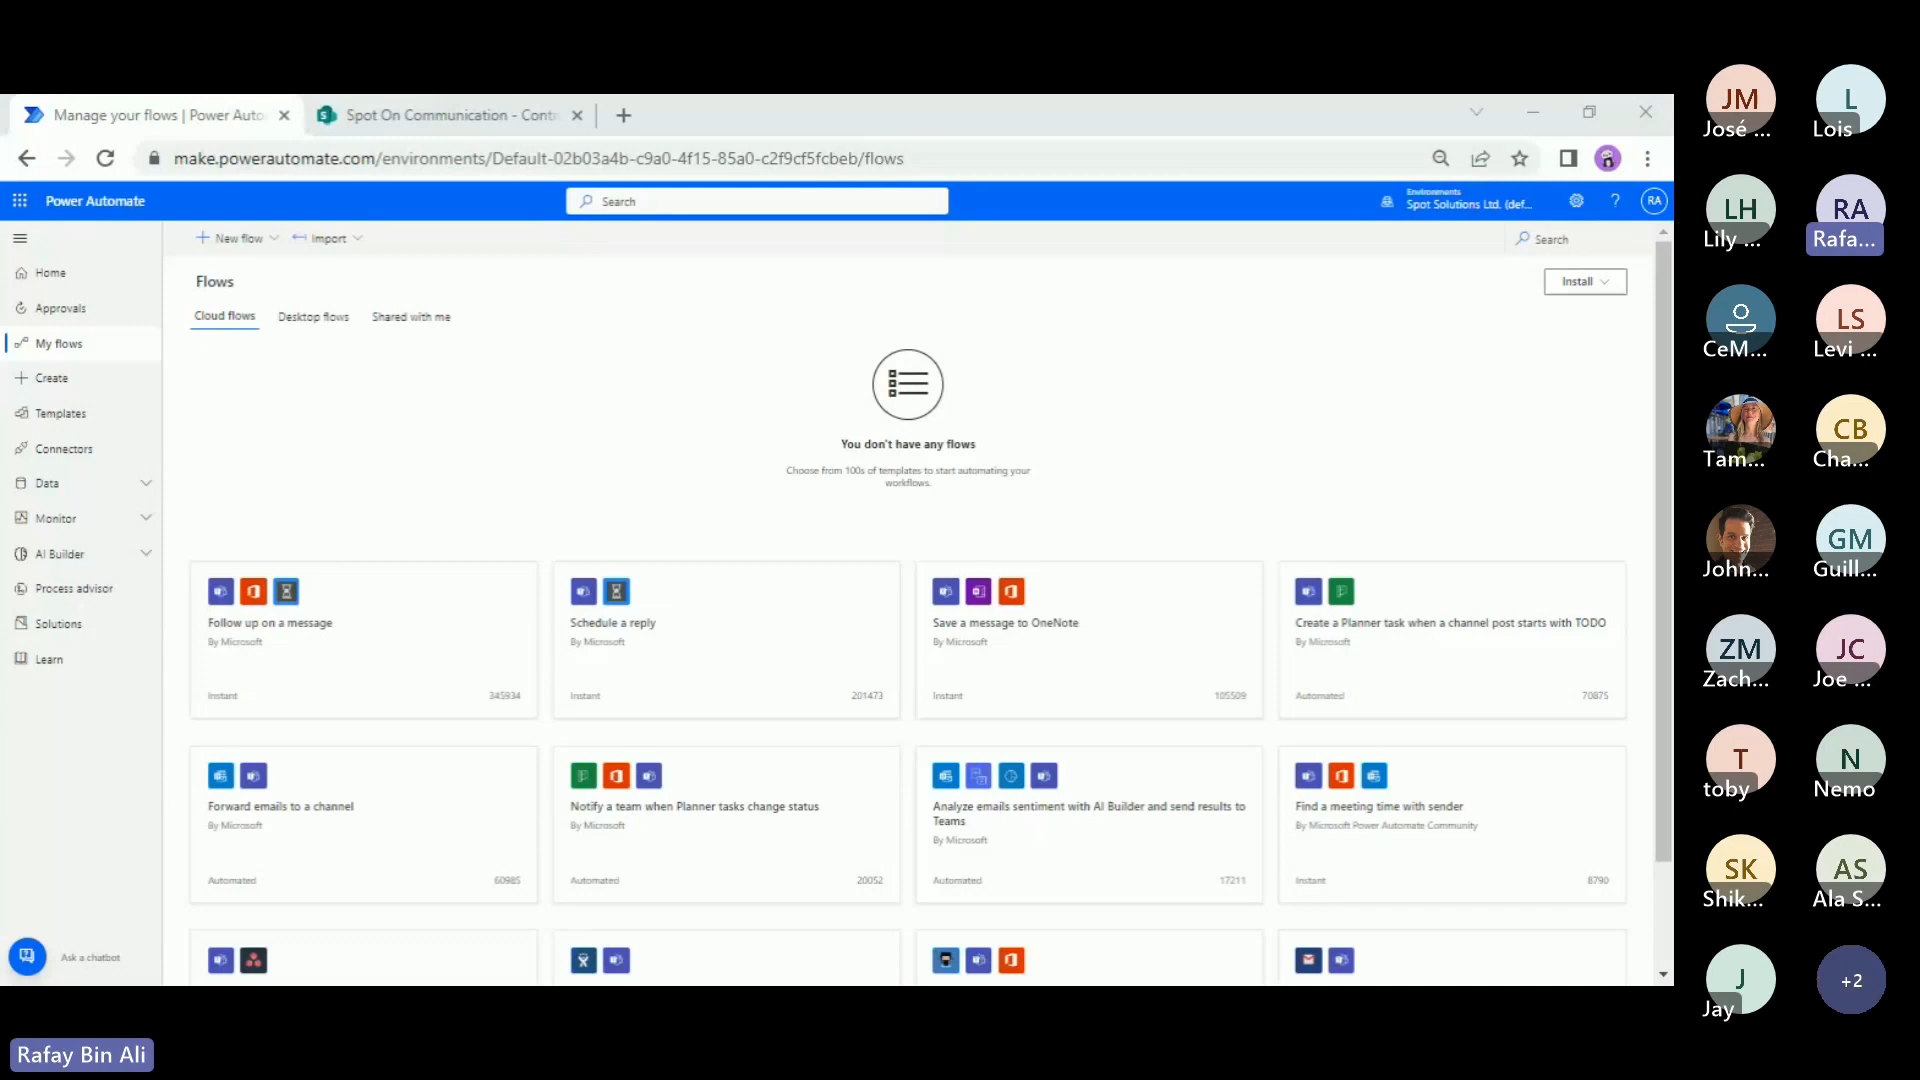 Manage your flows | Power Auto
Spot On Communication - Cont
make.powerautomate.com/environments/Default-02b03a4b-c9a0-4f15-85a0-c2f9cf5fcbeb/flows
Power Automate
Search
Environments
Spot Solutions Ltd. (def...
RA
New flow
Import
Search
Home
Approvals
My flows
Create
Templates
Connectors
Data
Monitor
AI Builder
Process advisor
Solutions
Learn
Ask a chatbot
Flows
Install
Cloud flows
Desktop flows
Shared with me
You don't have any flows
Choose from 100s of templates to start automating your
workflows.
Follow up on a message
By Microsoft
Instant
345934
Schedule a reply
By Microsoft
Instant
201473
Save a message to OneNote
By Microsoft
Instant
105509
Create a Planner task when a channel post starts with TODO
By Microsoft
Automated
70875
Forward emails to a channel
By Microsoft
Automated
60985
Notify a team when Planner tasks change status
By Microsoft
Automated
20052
Analyze emails sentiment with AI Builder and send results to
Teams
By Microsoft
Automated
17211
Find a meeting time with sender
By Microsoft Power Automate Community
Instant
8790
JM
José ...
L
Lois
LH
Lily ...
RA
Rafa...
CeM...
LS
Levi ...
Tam...
CB
Cha...
John...
GM
Guill...
ZM
Zach...
JC
Joe ...
T
toby
N
Nemo
SK
Shik...
AS
Ala S...
J
Jay
+2
Rafay Bin Ali